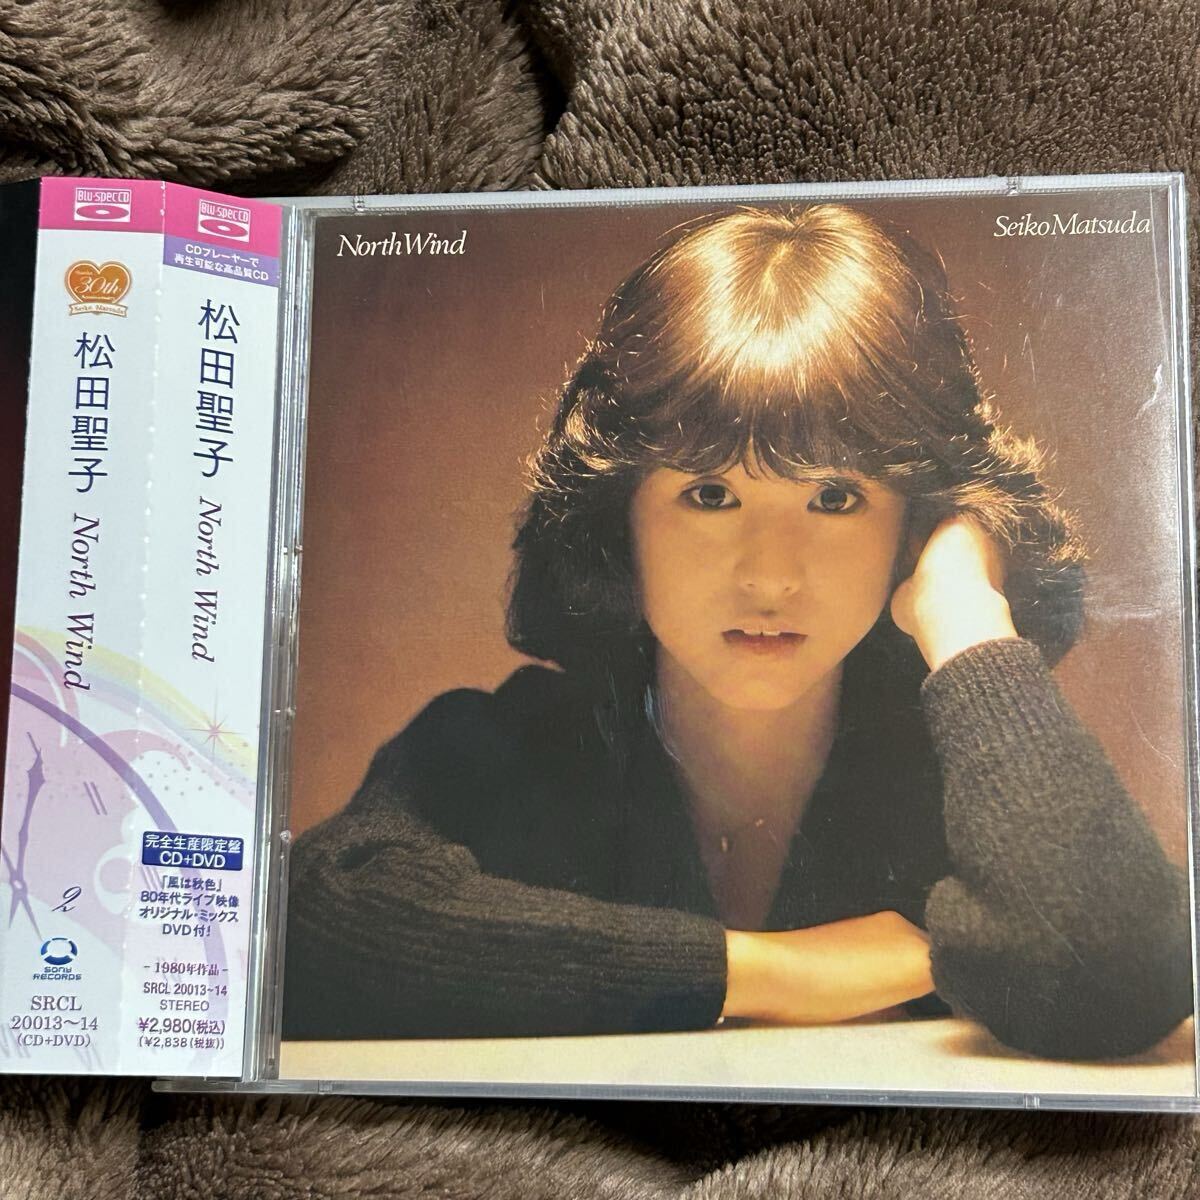 Blu-specCD
30th
Seiko Matsuda
松田聖子 North Wind
2
Sony
RECORDS
SRCL
20013~14
(CD+DVD)
Blu-specCD
CDプレーヤーで
再生可能な高品質CD
松田聖子 North Wind
完全生産限定盤
CD+DVD
「風は秋色」
80年代ライブ映像
オリジナル・ミックス
DVD付!
- 1980年作品 -
SRCL 20013~14
STEREO
¥2,980(税込)
(¥2,838(税抜))
North Wind
Seiko Matsuda